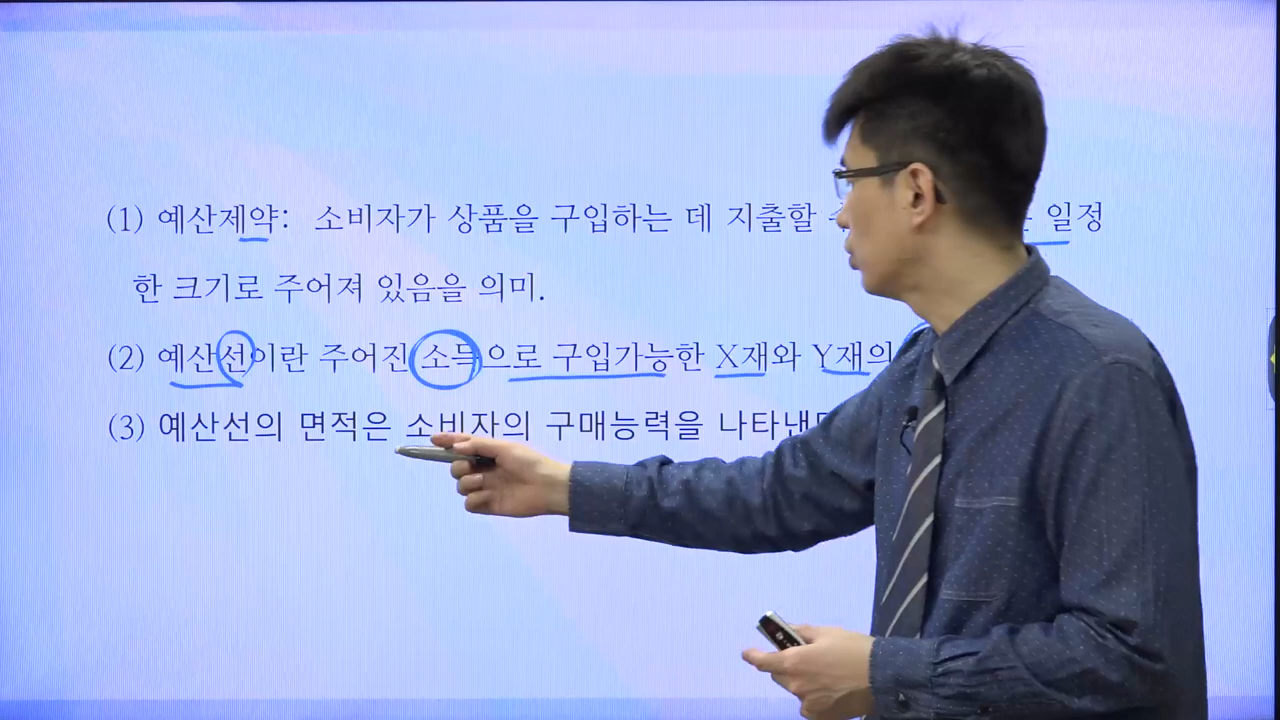 (1) 예산제약: 소비자가 상품을 구입하는 데 지출할 일정
한 크기로 주어져 있음을 의미.
(2) 예산선이란 주어진 소득으로 구입가능한 X재와 Y재의
(3) 예산선의 면적은 소비자의 구매능력을